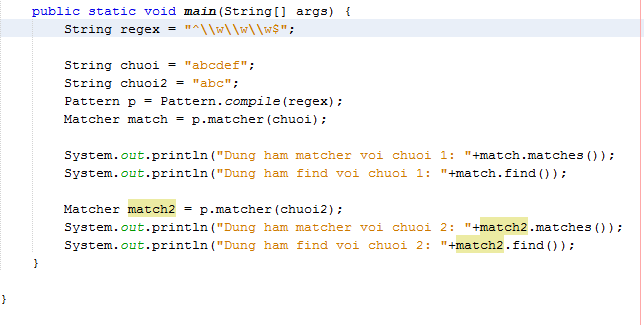 public static void main(String[] args) {
String regex = "^\\w\\w\\w$";
String chuoi = "abcdef";
String chuoi2 = "abc";
Pattern p = Pattern.compile(regex);
Matcher match = p.matcher(chuoi);
System.out.println("Dung ham matcher voi chuoi 1: "+match.matches());
System.out.println("Dung ham find voi chuoi 1: "+match.find());
Matcher match2 = p.matcher(chuoi2);
System.out.println("Dung ham matcher voi chuoi 2: "+match2.matches());
System.out.println("Dung ham find voi chuoi 2: "+match2.find());
}
}